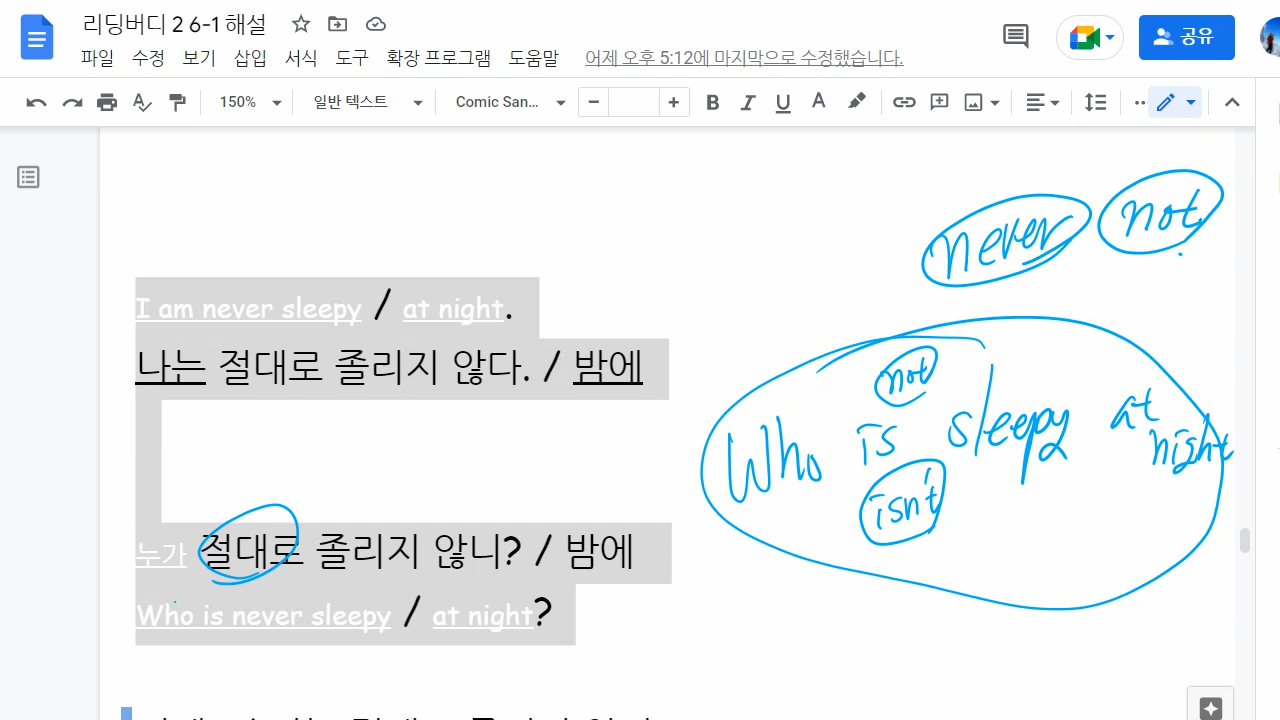 리딩버디 2 6-1 해설
파일 수정 보기 삽입 서식 도구 확장 프로그램 도움말 어제 오후 5:12에 마지막으로 수정했습니다.
공유
150% 일반 텍스트 Comic San... B I U A
never not
I am never sleepy / at night.
나는 절대로 졸리지 않다. / 밤에
not
Who is sleepy at night
isn't
누가 절대로 졸리지 않니? / 밤에
Who is never sleepy / at night?